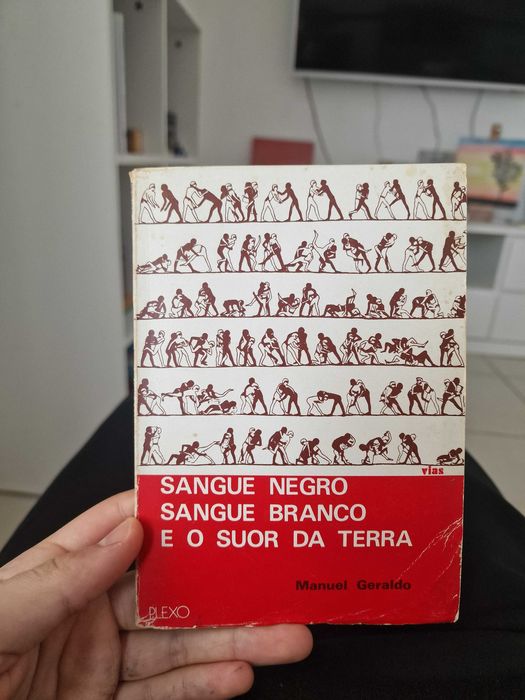 vias
SANGUE NEGRO
SANGUE BRANCO
E O SUOR DA TERRA
Manuel Geraldo
PLEXO